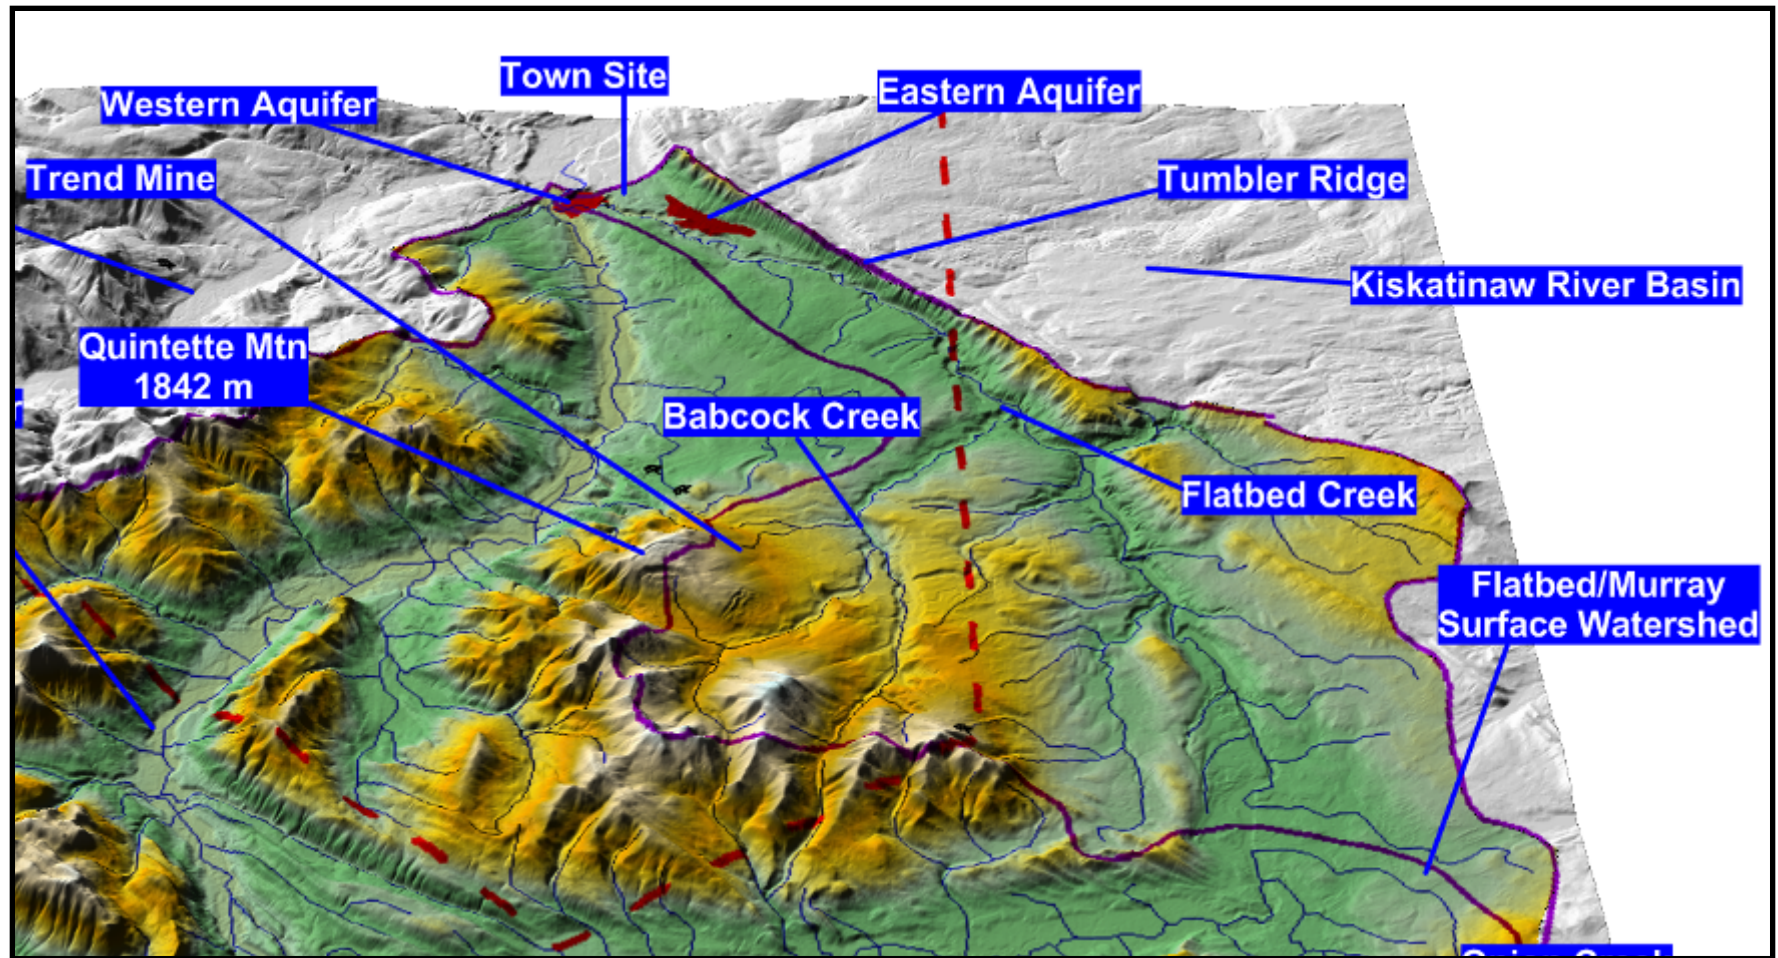 Town Site
Western Aquifer
Eastern Aquifer
Trend Mine
Tumbler Ridge
Kiskatinaw River Basin
Quintette Mtn
1842 m
Babcock Creek
Flatbed Creek
Flatbed/Murray
Surface Watershed